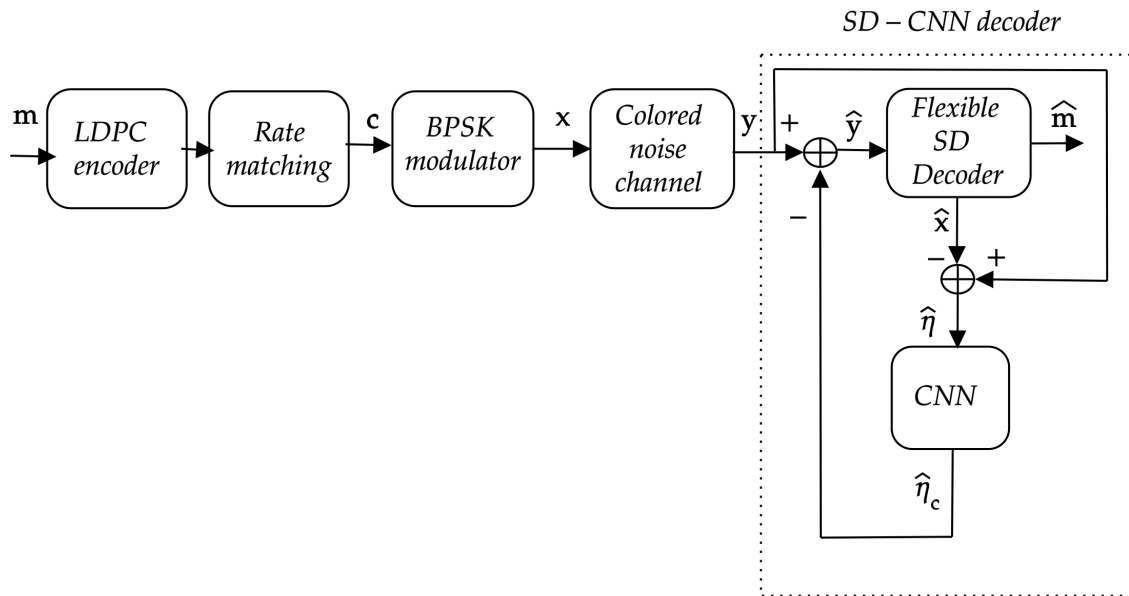 SD – CNN decoder
m
LDPC
encoder
Rate
matching
c
BPSK
modulator
x
Colored
noise
channel
y
+
−
ŷ
Flexible
SD
Decoder
m̂
x̂
−
+
η̂
CNN
η̂c